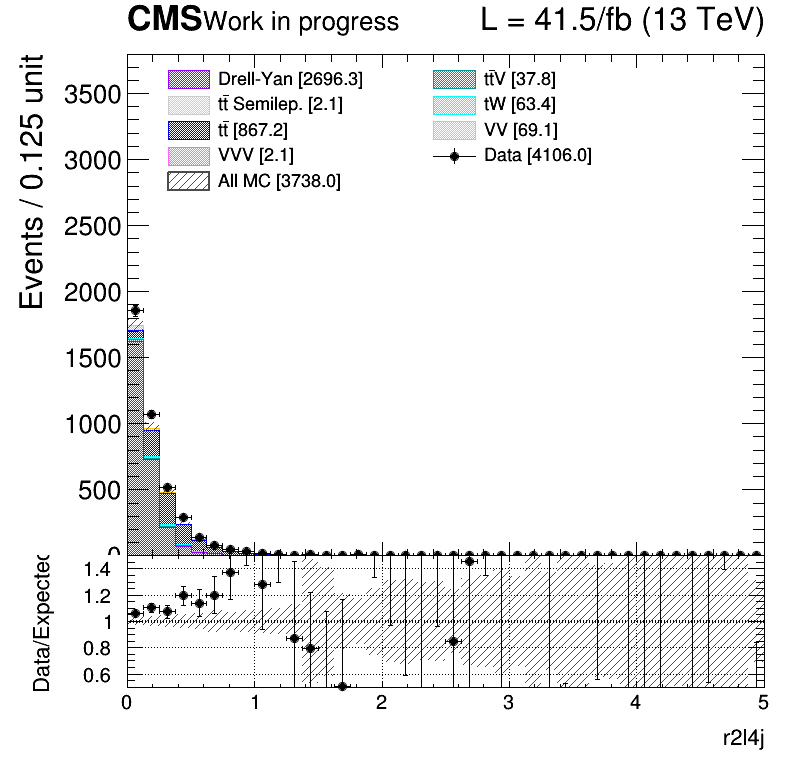 CMS Work in progress L = 41.5/fb (13 TeV)
Events / 0.125 unit
3500
3000
2500
2000
1500
1000
500
0
Drell-Yan [2696.3]
tt̄ Semilep. [2.1]
tt̄ [867.2]
VVV [2.1]
All MC [3738.0]
tt̄V [37.8]
tW [63.4]
VV [69.1]
Data [4106.0]
Data/Expected
1.4
1.2
1
0.8
0.6
0 1 2 3 4 5
r2l4j